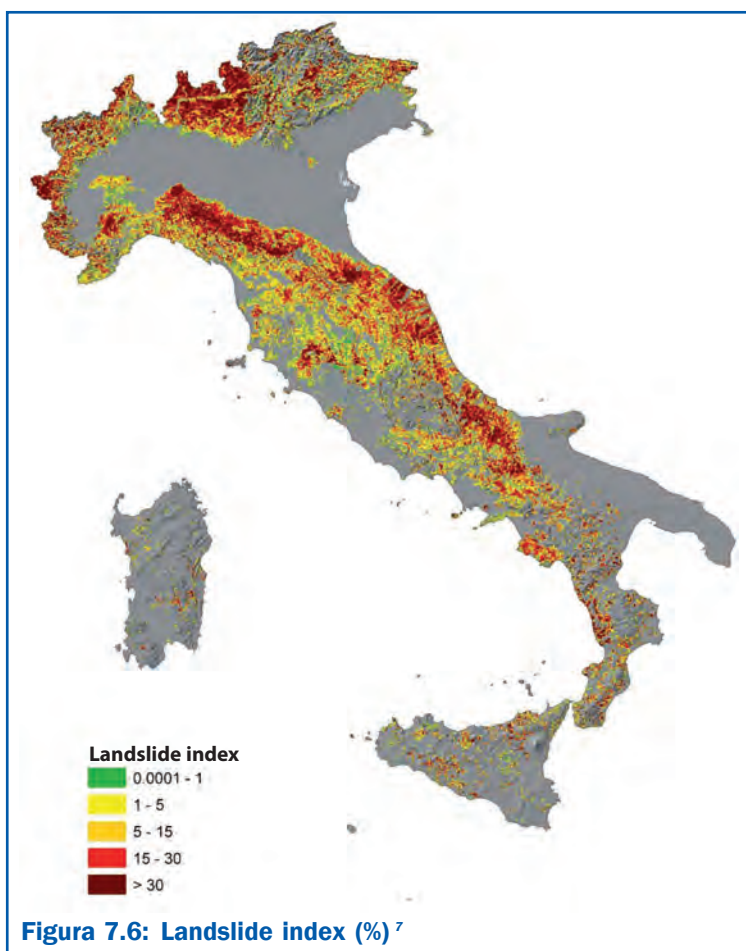 Landslide index
0.0001 - 1
1 - 5
5 - 15
15 - 30
> 30
Figura 7.6: Landslide index (%) 7